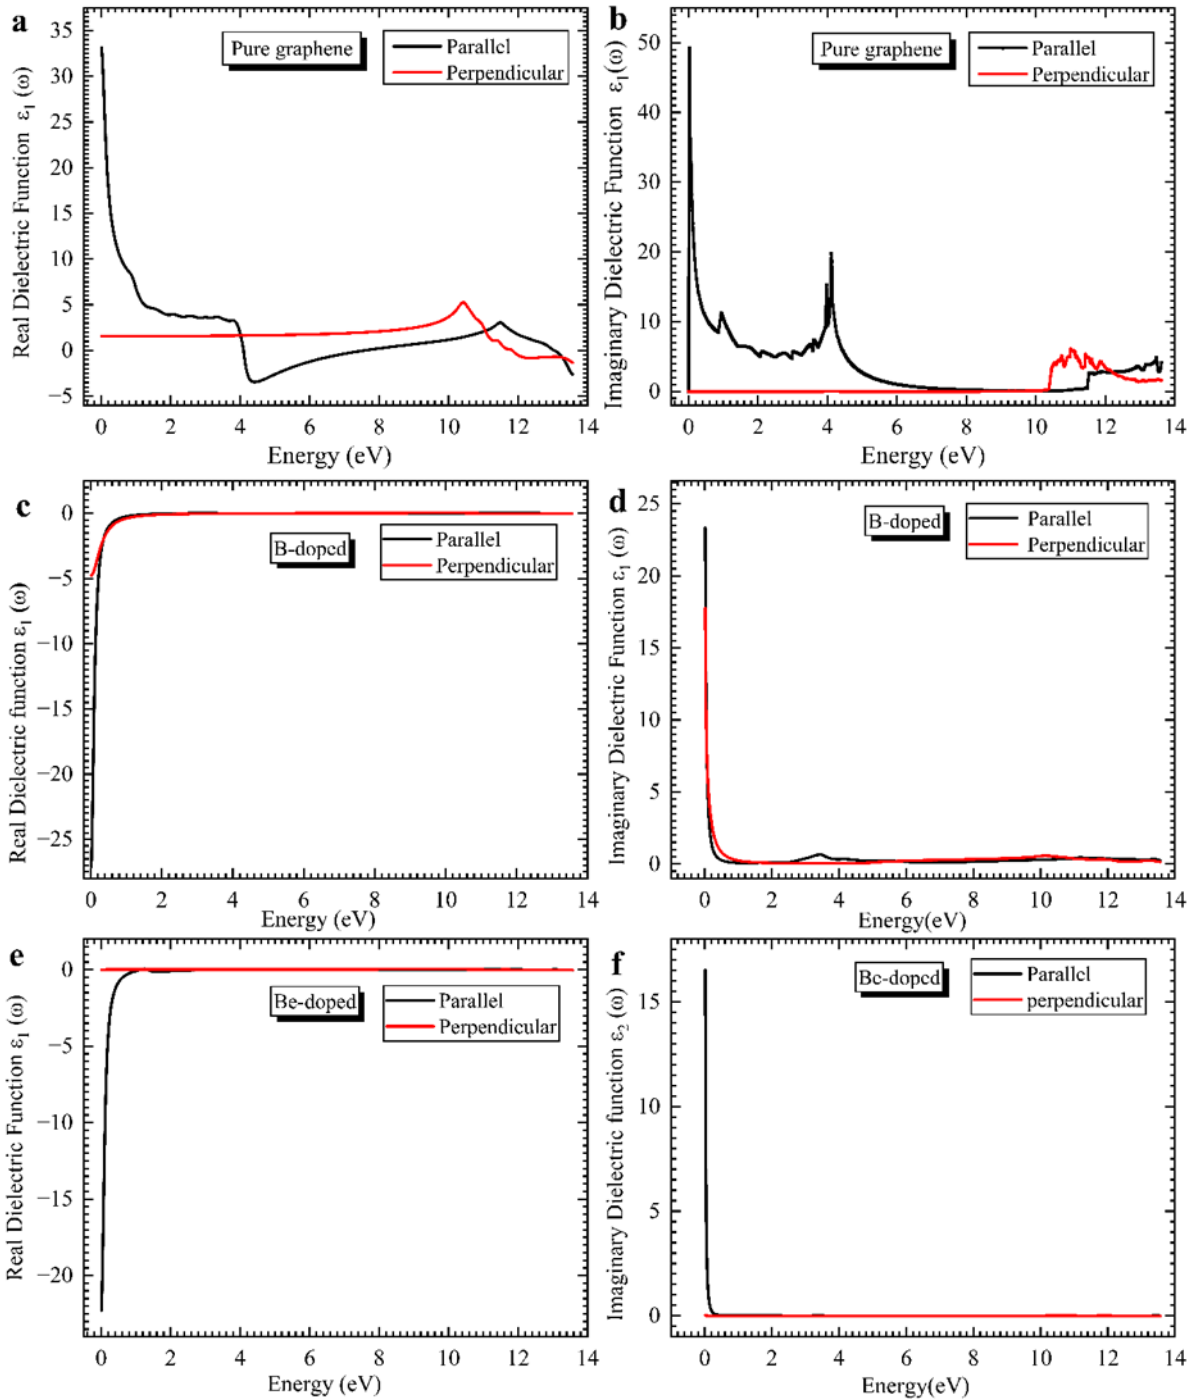 a
Pure graphene
Parallel
Perpendicular
Real Dielectric Function ε₁ (ω)
35
30
25
20
15
10
5
0
−5
0 2 4 6 8 10 12 14
Energy (eV)
b
Pure graphene
Parallel
Perpendicular
Imaginary Dielectric Function ε₁(ω)
50
40
30
20
10
0
0 2 4 6 8 10 12 14
Energy (eV)
c
B-doped
Parallel
Perpendicular
Real Dielectric function ε₁ (ω)
0
−5
−10
−15
−20
−25
0 2 4 6 8 10 12 14
Energy (eV)
d
B-doped
Parallel
Perpendicular
Imaginary Dielectric Function ε₁ (ω)
25
20
15
10
5
0
0 2 4 6 8 10 12 14
Energy(eV)
e
Be-doped
Parallel
Perpendicular
Real Dielectric Function ε₁ (ω)
0
−5
−10
−15
−20
0 2 4 6 8 10 12 14
Energy (eV)
f
Be-doped
Parallel
perpendicular
Imaginary Dielectric function ε₂ (ω)
15
10
5
0
0 2 4 6 8 10 12 14
Energy(eV)